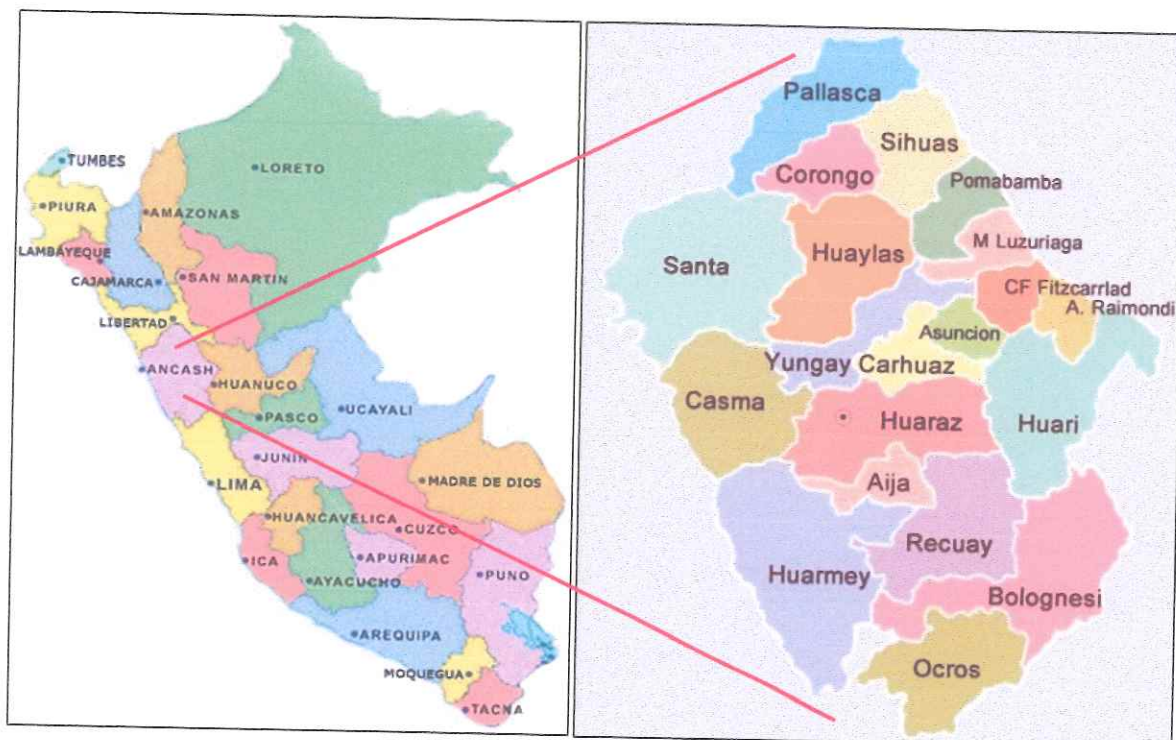 TUMBES
LORETO
PIURA
AMAZONAS
LAMBAYEQUE
CAJAMARCA
SAN MARTIN
LIBERTAD
ANCASH
HUANUCO
PASCO
UCAYALI
JUNIN
LIMA
MADRE DE DIOS
HUANCAVELICA
CUZCO
ICA
APURIMAC
AYACUCHO
PUNO
AREQUIPA
MOQUEGUA
TACNA
Pallasca
Sihuas
Corongo
Pomabamba
M Luzuriaga
Huaylas
Santa
CF Fitzcarrlad
A. Raimondi
Asuncion
Yungay
Carhuaz
Casma
Huaraz
Huari
Aija
Recuay
Huarmey
Bolognesi
Ocros